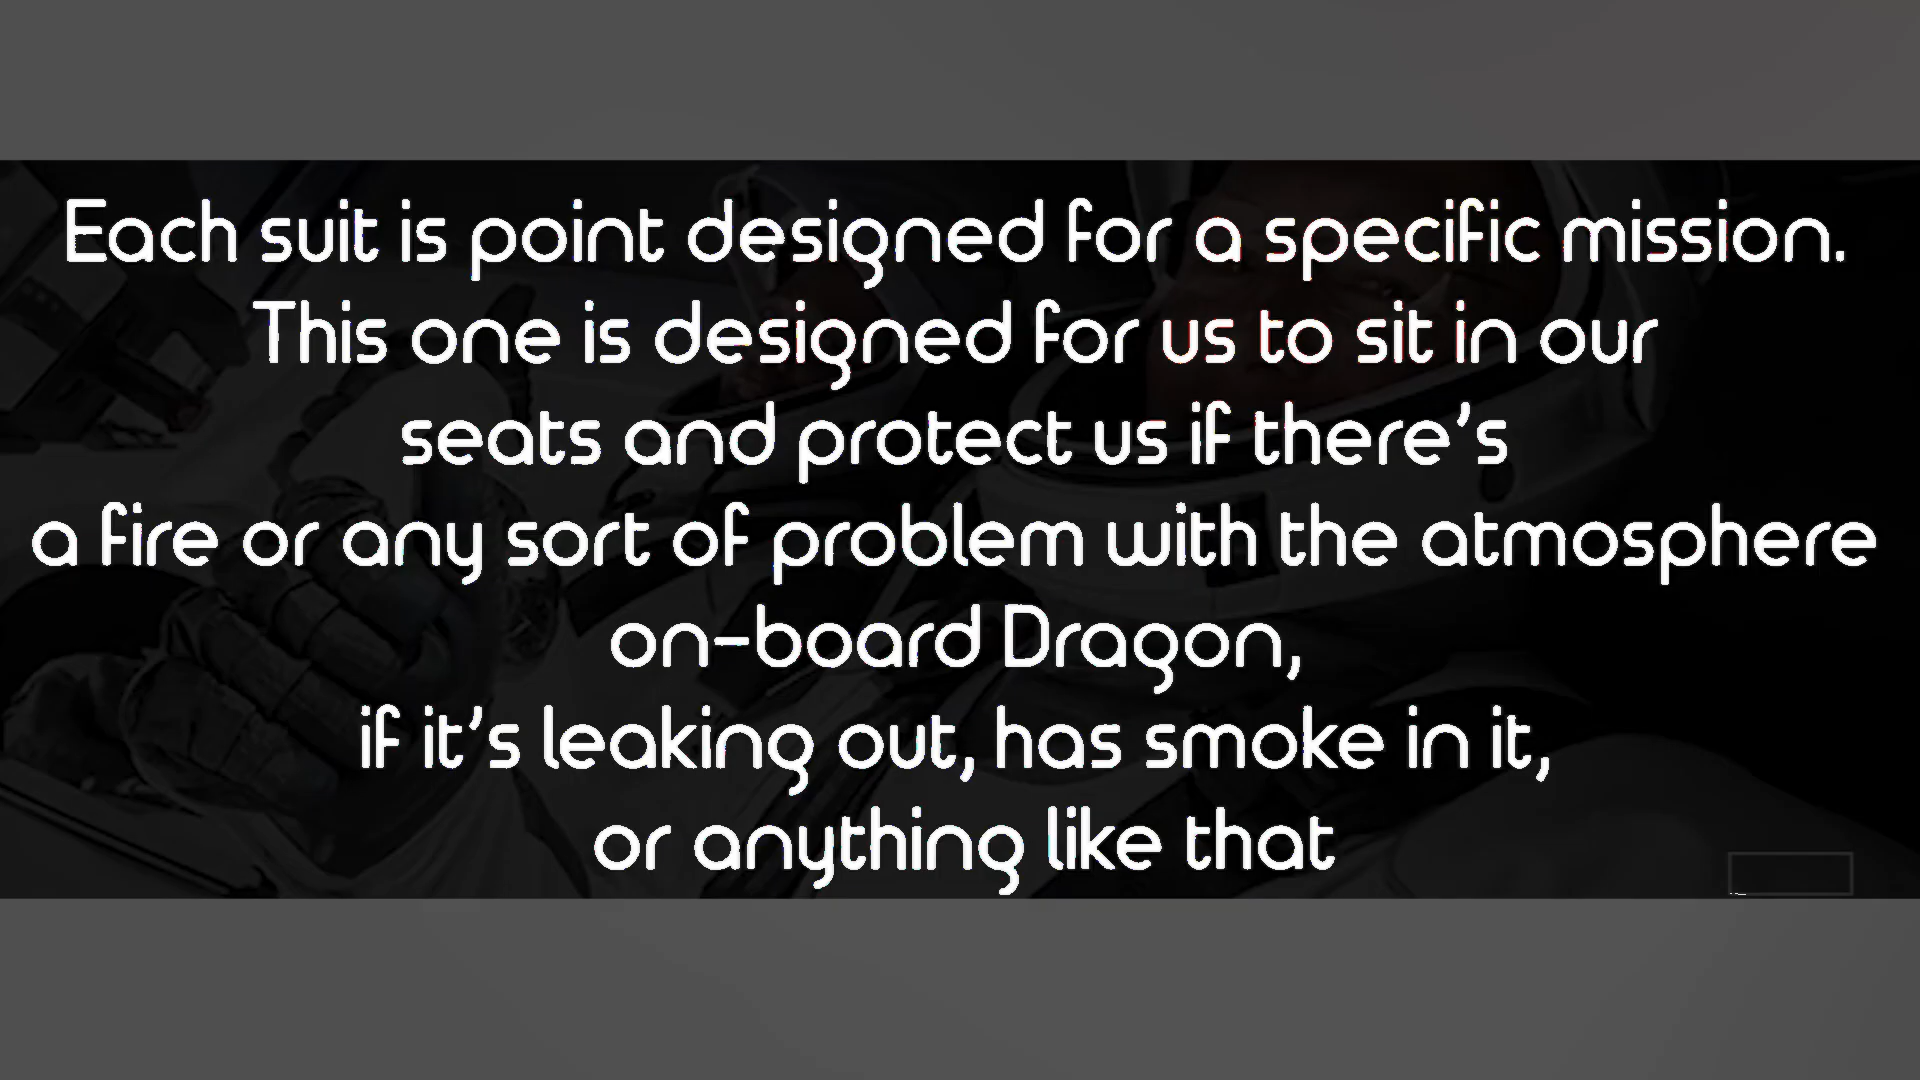 Each suit is point designed for a specific mission.
This one is designed for us to sit in our
seats and protect us if there's
a fire or any sort of problem with the atmosphere
on-board Dragon,
if it's leaking out, has smoke in it,
or anything like that